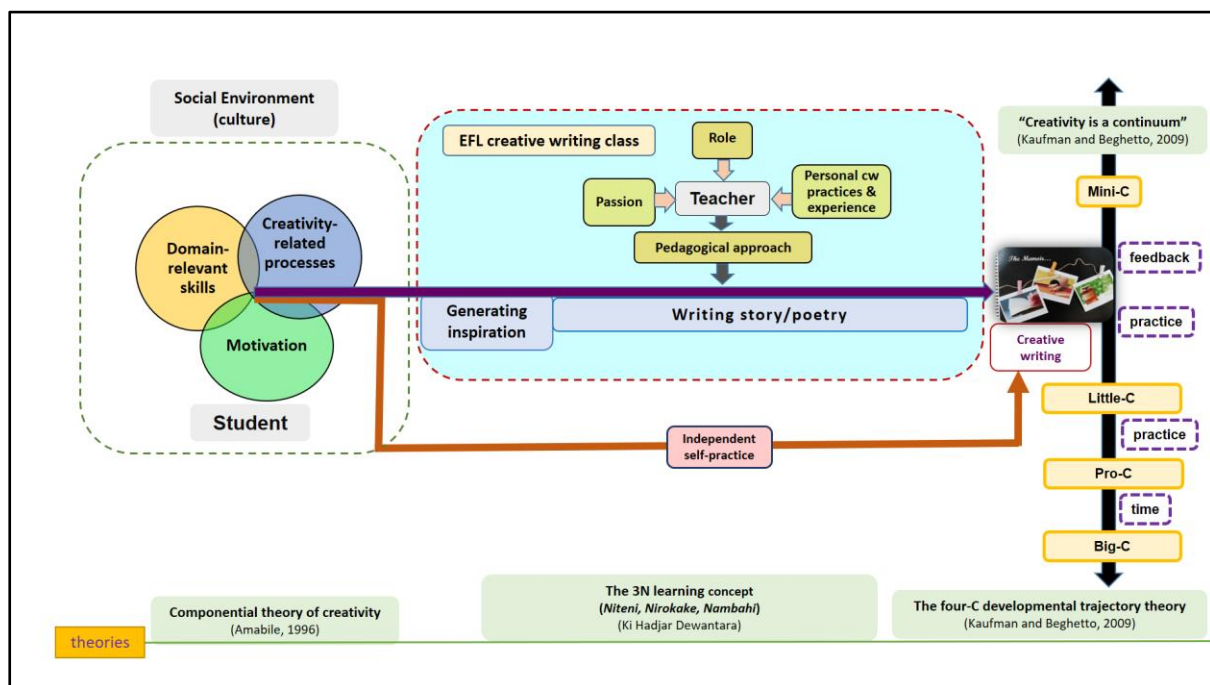 Social Environment
(culture)
Domain-
relevant
skills
Creativity-
related
processes
Motivation
Student
EFL creative writing class
Role
Passion
Teacher
Personal cw
practices &
experience
Pedagogical approach
Generating
inspiration
Writing story/poetry
Independent
self-practice
The Memoir...
Creative
writing
“Creativity is a continuum”
(Kaufman and Beghetto, 2009)
Mini-C
feedback
practice
Little-C
practice
Pro-C
time
Big-C
theories
Componential theory of creativity
(Amabile, 1996)
The 3N learning concept
(Niteni, Nirokake, Nambahi)
(Ki Hadjar Dewantara)
The four-C developmental trajectory theory
(Kaufman and Beghetto, 2009)